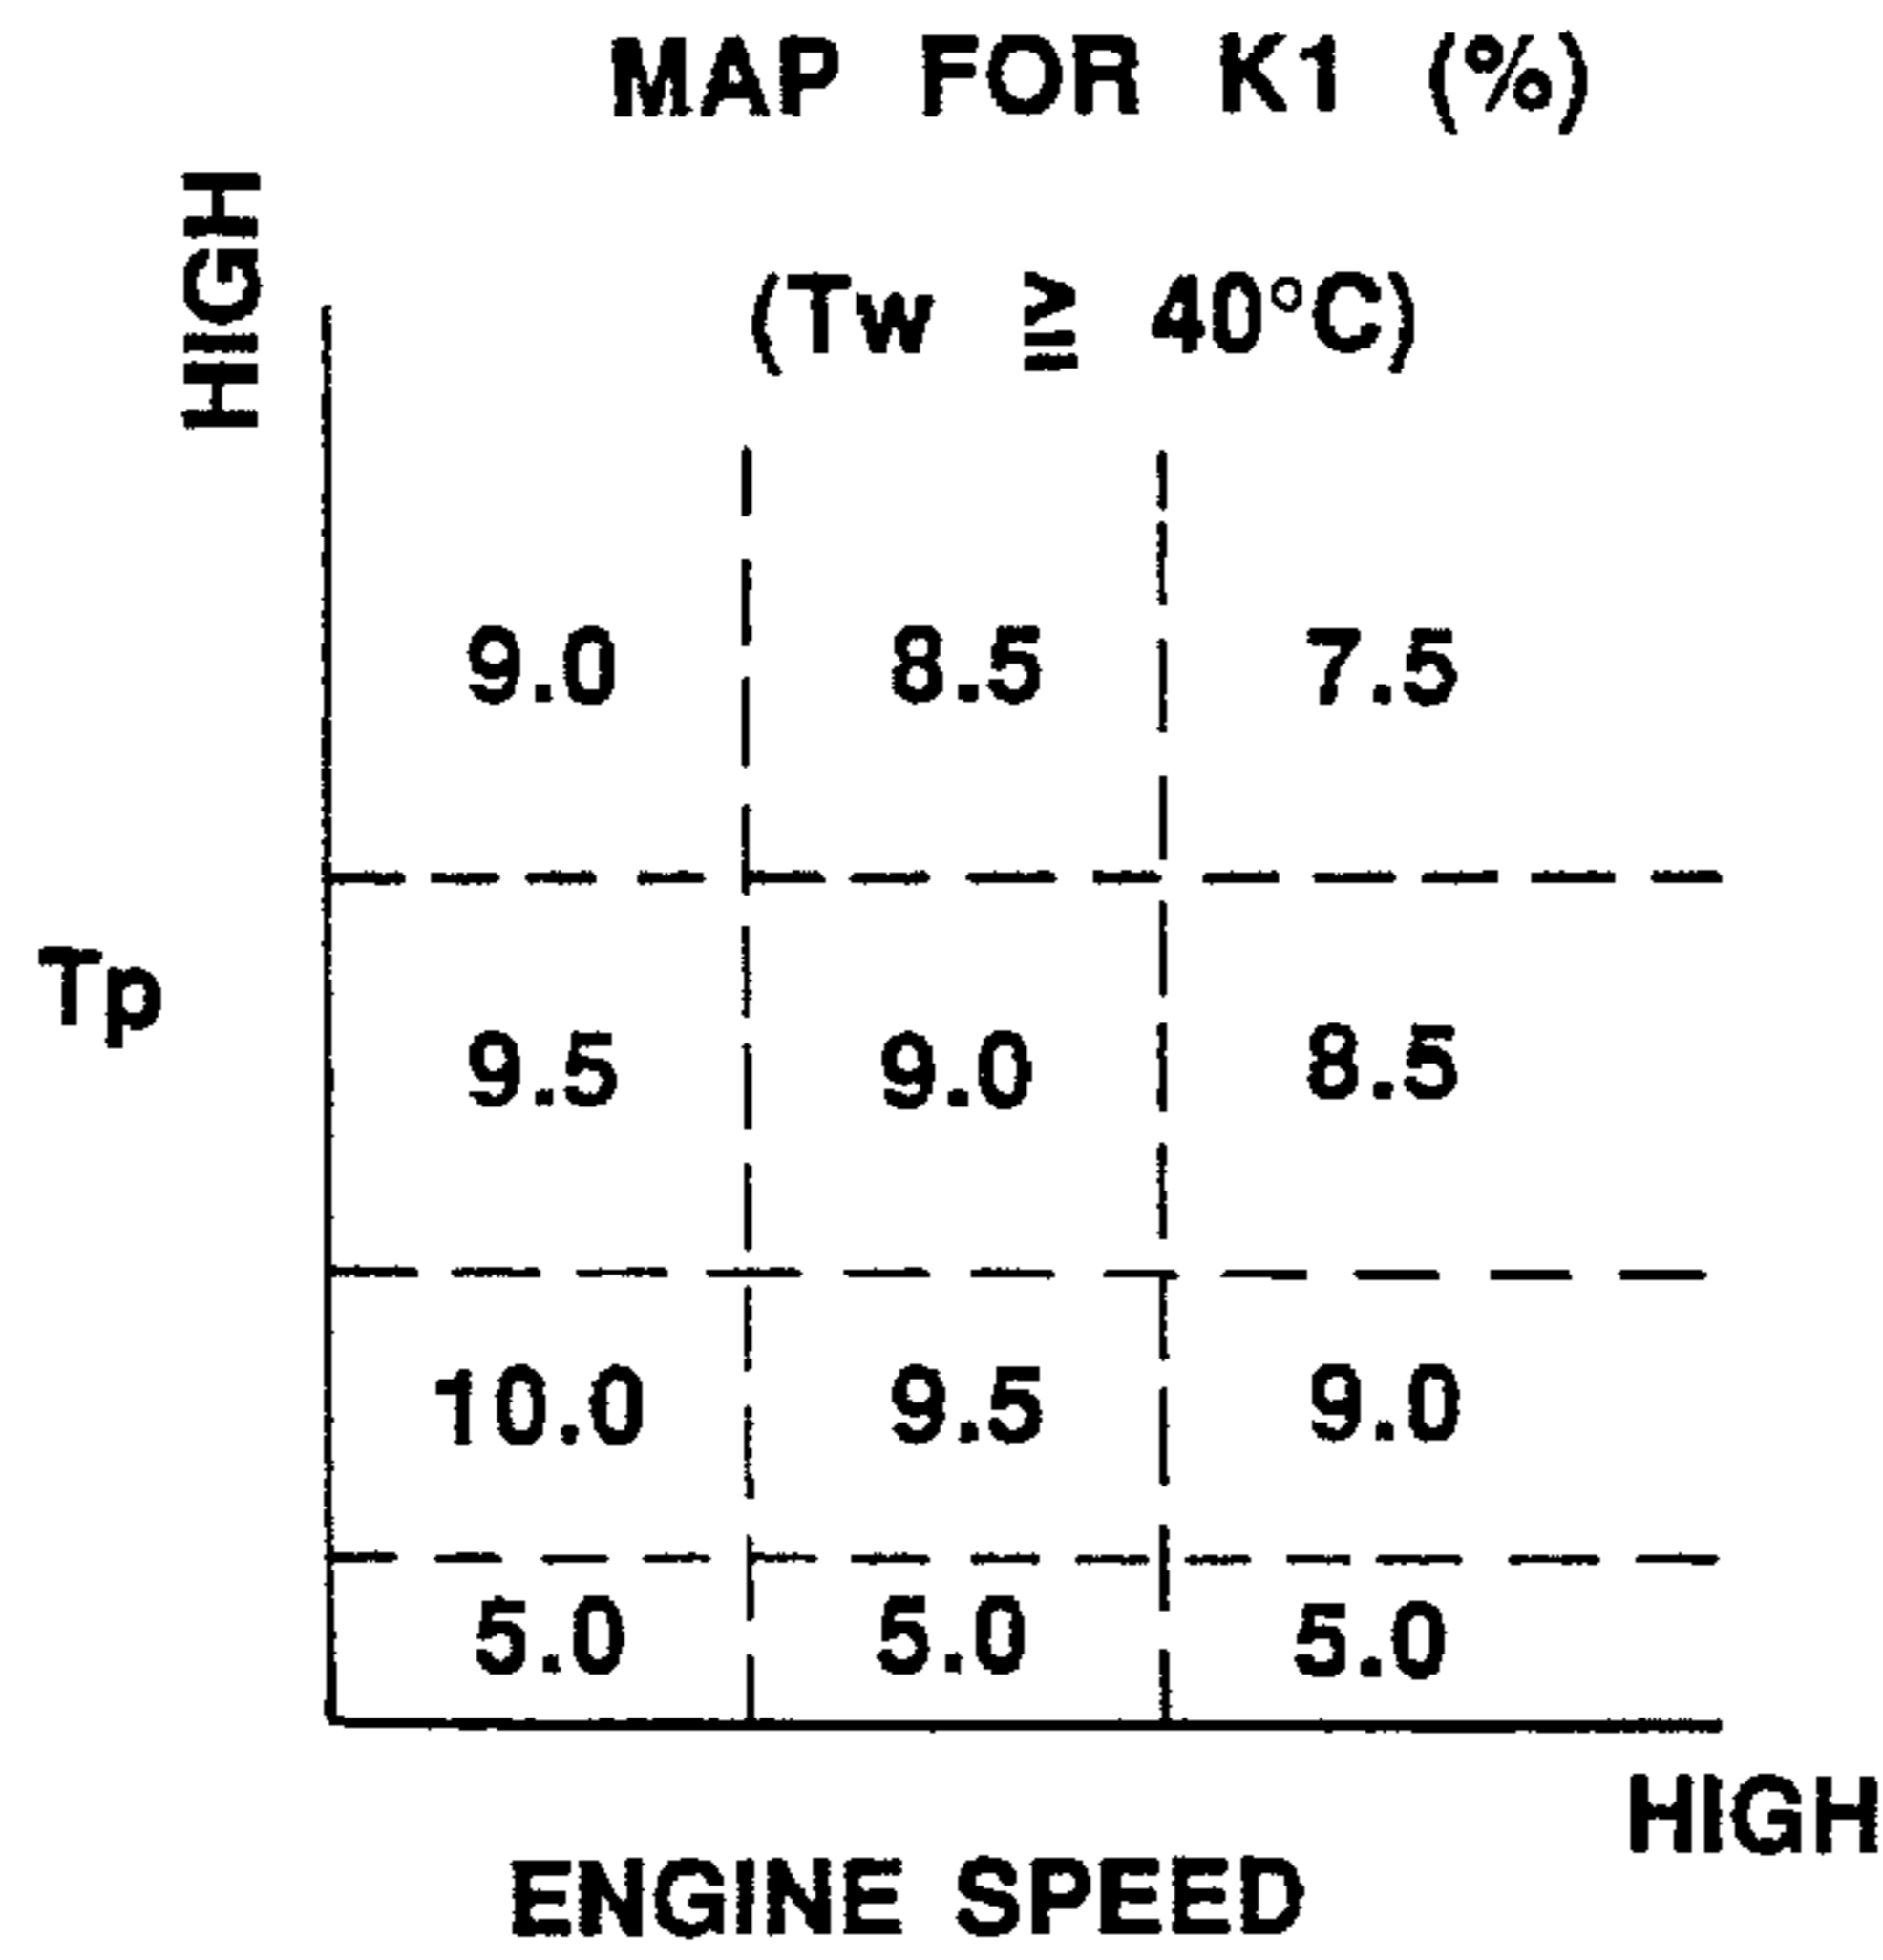 MAP FOR K1 (%)
HIGH
(Tw ≧ 40°C)
9.0 8.5 7.5
Tp
9.5 9.0 8.5
10.0 9.5 9.0
5.0 5.0 5.0
HIGH
ENGINE SPEED